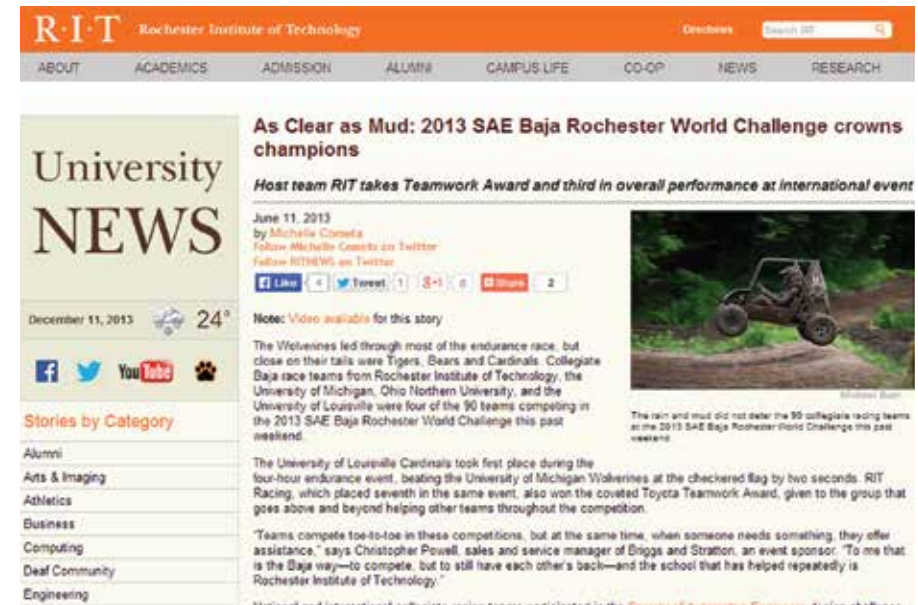 R·I·T Rochester Institute of Technology
Directories
Search RIT
ABOUT ACADEMICS ADMISSION ALUMNI CAMPUS LIFE CO-OP NEWS RESEARCH
University
NEWS
December 11, 2013 24°
You Tube
Stories by Category
Alumni
Arts & Imaging
Athletics
Business
Computing
Deaf Community
Engineering
As Clear as Mud: 2013 SAE Baja Rochester World Challenge crowns
champions
Host team RIT takes Teamwork Award and third in overall performance at international event
June 11, 2013
by Michelle Cometa
Follow Michelle Cometa on Twitter
Follow RITNEWS on Twitter
Like 4 Tweet 1 g+1 0 Share 2
Note: Video available for this story
The Wolverines led through most of the endurance race, but
close on their tails were Tigers, Bears and Cardinals. Collegiate
Baja race teams from Rochester Institute of Technology, the
University of Michigan, Ohio Northern University, and the
University of Louisville were four of the 90 teams competing in
the 2013 SAE Baja Rochester World Challenge this past
weekend.
The rain and mud did not deter the 90 collegiate racing teams
at the 2013 SAE Baja Rochester World Challenge this past
weekend
The University of Louisville Cardinals took first place during the
four-hour endurance event, beating the University of Michigan Wolverines at the checkered flag by two seconds. RIT
Racing, which placed seventh in the same event, also won the coveted Toyota Teamwork Award, given to the group that
goes above and beyond helping other teams throughout the competition.
"Teams compete toe-to-toe in these competitions, but at the same time, when someone needs something, they offer
assistance," says Christopher Powell, sales and service manager of Briggs and Stratton, an event sponsor. "To me that
is the Baja way—to compete, but to still have each other's back—and the school that has helped repeatedly is
Rochester Institute of Technology."